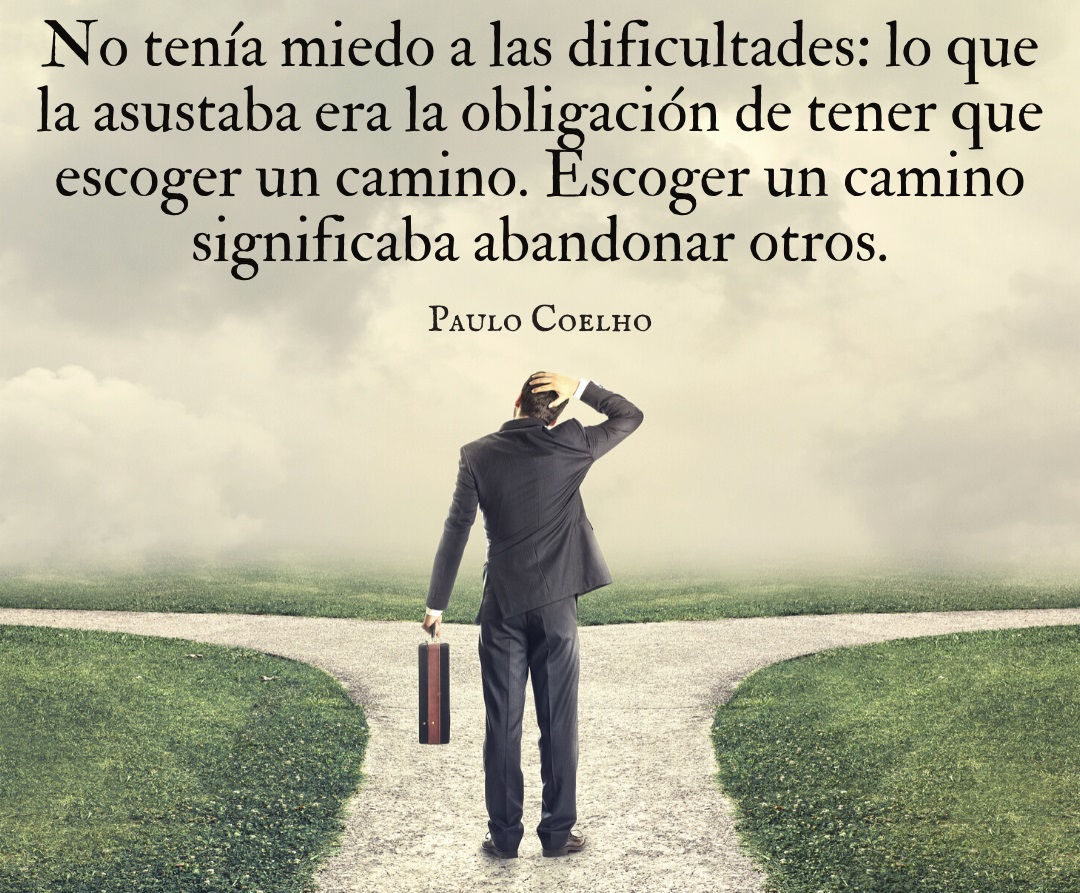 No tenía miedo a las dificultades: lo que
la asustaba era la obligación de tener que
escoger un camino. Escoger un camino
significaba abandonar otros.
Paulo Coelho